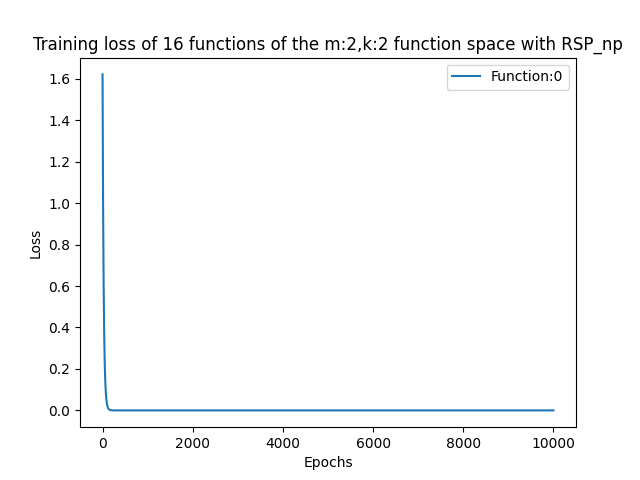 Training loss of 16 functions of the m:2,k:2 function space with RSP_np
Function:0
1.6
1.4
1.2
1.0
0.8
0.6
0.4
0.2
0.0
Loss
0 2000 4000 6000 8000 10000
Epochs